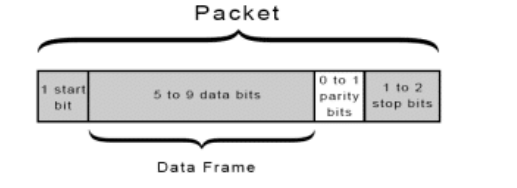 Packet
1 start
bit
5 to 9 data bits
0 to 1
parity
bits
1 to 2
stop bits
Data Frame